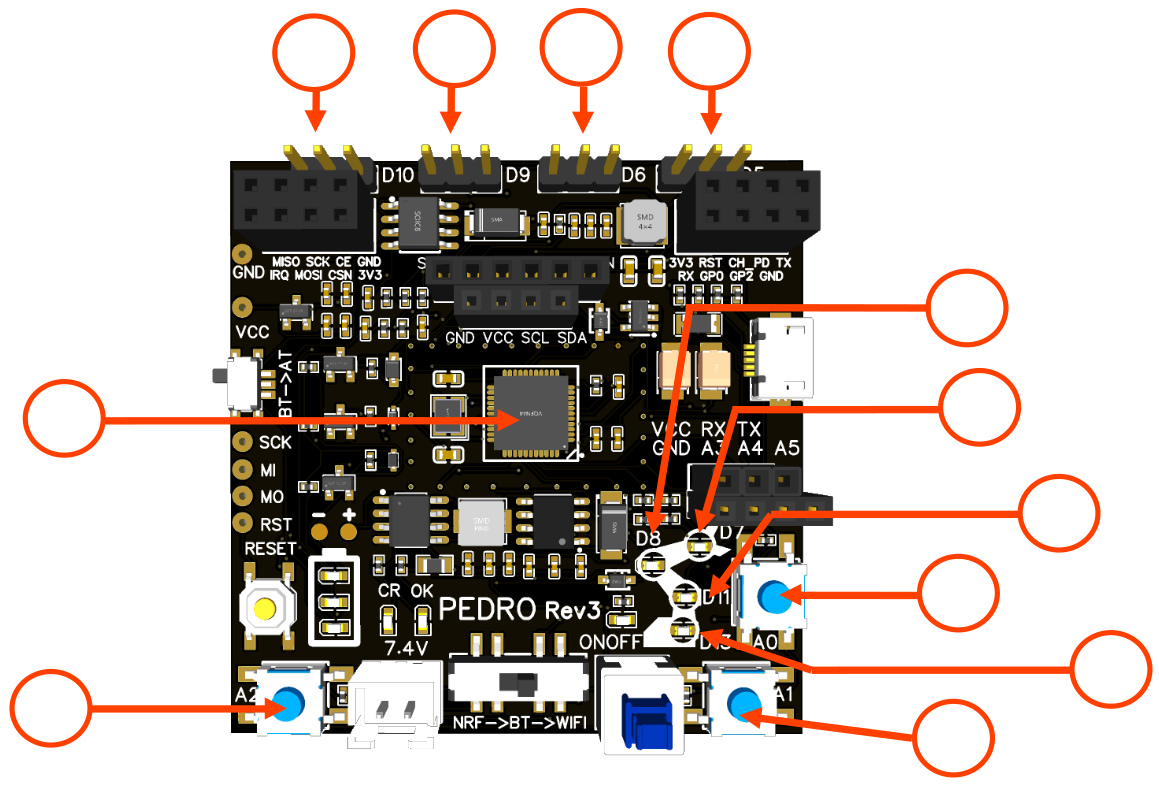 D10 D9 D6
SOIC8 SMA SMD
4x4
MISO SCK CE GND
IRQ MOSI CSN 3V3
3V3 RST CH_PD TX
RX GP0 GP2 GND
GND
VCC
GND VCC SCL SDA
BT->AT
VCC RX TX
GND A3 A4 A5
SCK
MI
MO
RST
SMD
- +
D8 D7
RESET
CR OK
PEDRO Rev3
D11
7.4V
ONOFF
D13 A0
A2
A1
NRF->BT->WIFI